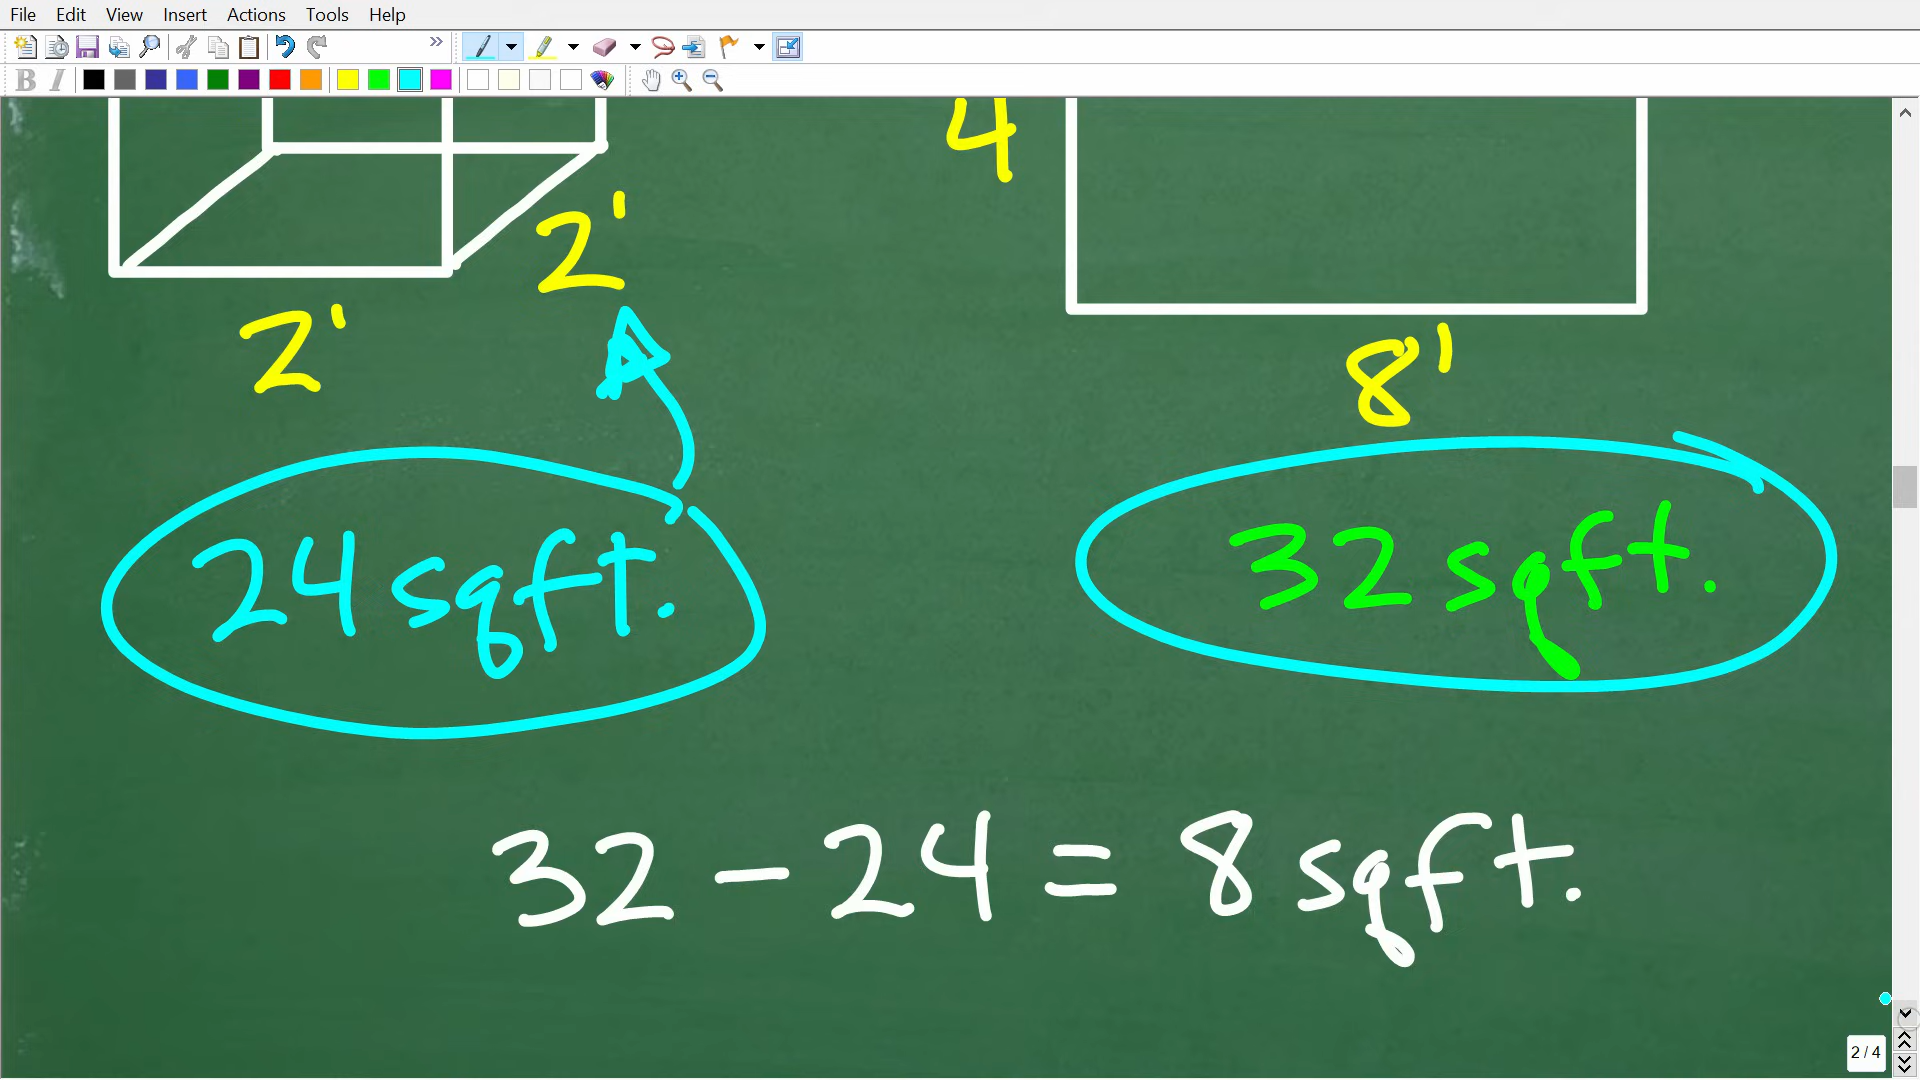 File Edit View Insert Actions Tools Help
B I
4
2'
2'
8'
24 sqft.
32 sqft.
32 - 24 = 8 sqft.
2 / 4